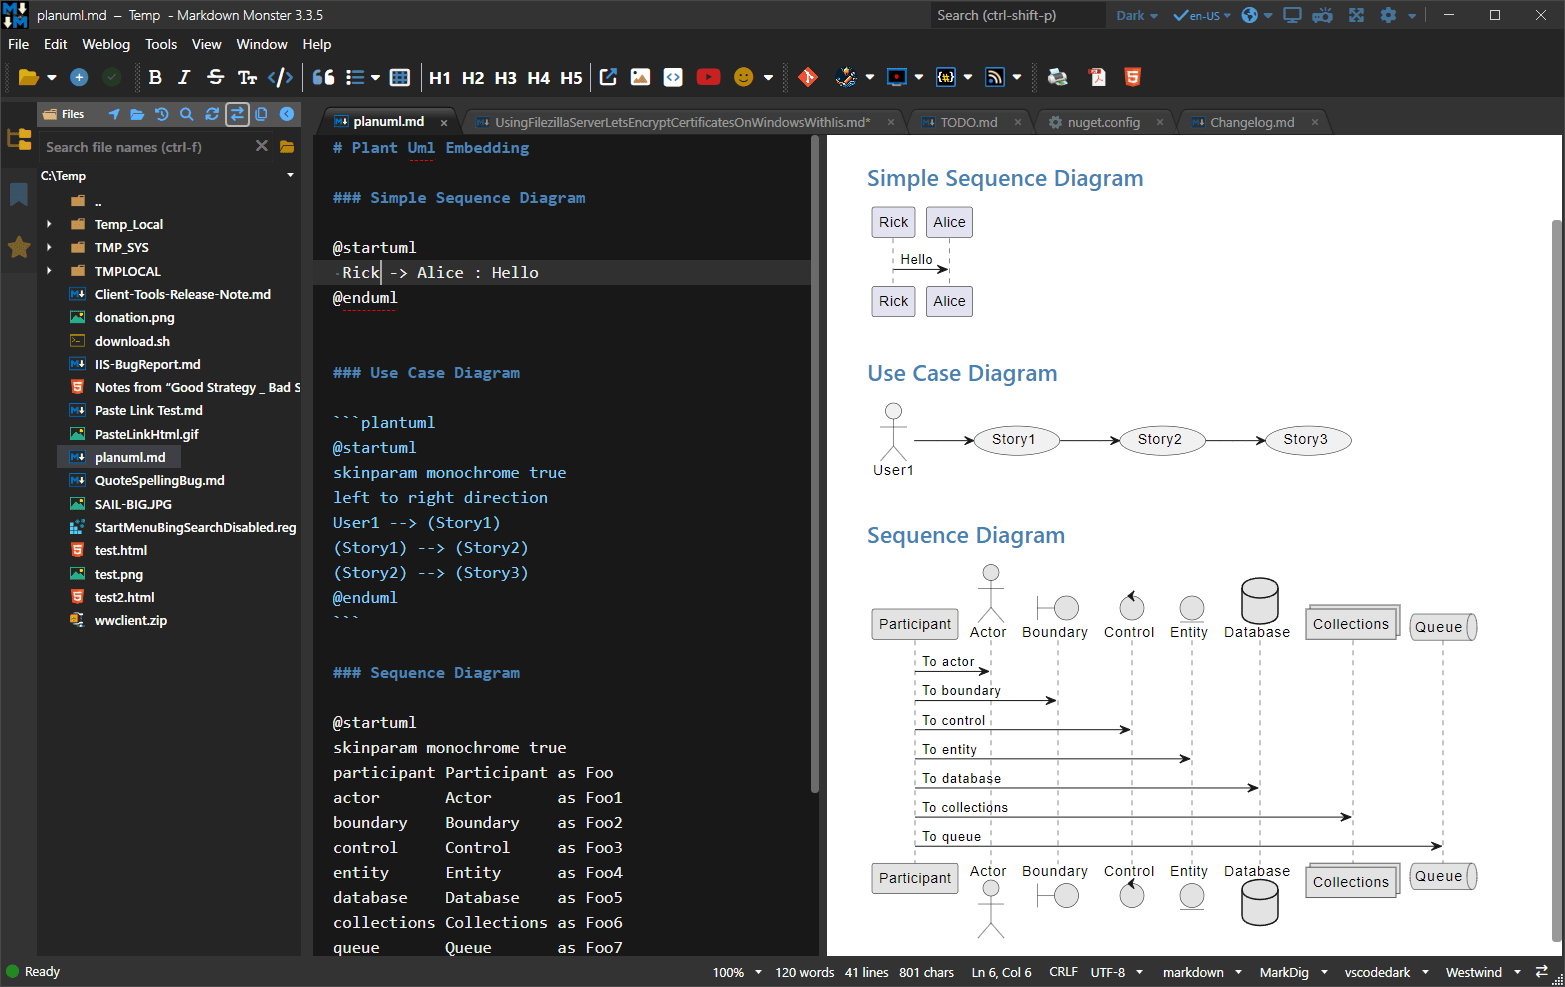 planuml.md – Temp - Markdown Monster 3.3.5
Search (ctrl-shift-p)
Dark
en-US
File Edit Weblog Tools View Window Help
B I S TT </> H1 H2 H3 H4 H5
Files
planuml.md
UsingFilezillaServerLetsEncryptCertificatesOnWindowsWithIis.md*
TODO.md
nuget.config
Changelog.md
Search file names (ctrl-f)
C:\Temp
..
Temp_Local
TMP_SYS
TMPLOCAL
Client-Tools-Release-Note.md
donation.png
download.sh
IIS-BugReport.md
Notes from “Good Strategy _ Bad S
Paste Link Test.md
PasteLinkHtml.gif
planuml.md
QuoteSpellingBug.md
SAIL-BIG.JPG
StartMenuBingSearchDisabled.reg
test.html
test.png
test2.html
wwclient.zip
# Plant Uml Embedding
### Simple Sequence Diagram
@startuml
Rick -> Alice : Hello
@enduml
### Use Case Diagram
```plantuml
@startuml
skinparam monochrome true
left to right direction
User1 --> (Story1)
(Story1) --> (Story2)
(Story2) --> (Story3)
@enduml
```
### Sequence Diagram
@startuml
skinparam monochrome true
participant Participant as Foo
actor Actor as Foo1
boundary Boundary as Foo2
control Control as Foo3
entity Entity as Foo4
database Database as Foo5
collections Collections as Foo6
queue Queue as Foo7
Simple Sequence Diagram
Rick Alice
Hello
Rick Alice
Use Case Diagram
Story1 Story2 Story3
User1
Sequence Diagram
Participant Actor Boundary Control Entity Database Collections Queue
To actor
To boundary
To control
To entity
To database
To collections
To queue
Participant Actor Boundary Control Entity Database Collections Queue
Ready
100% 120 words 41 lines 801 chars Ln 6, Col 6 CRLF UTF-8 markdown MarkDig vscodedark Westwind